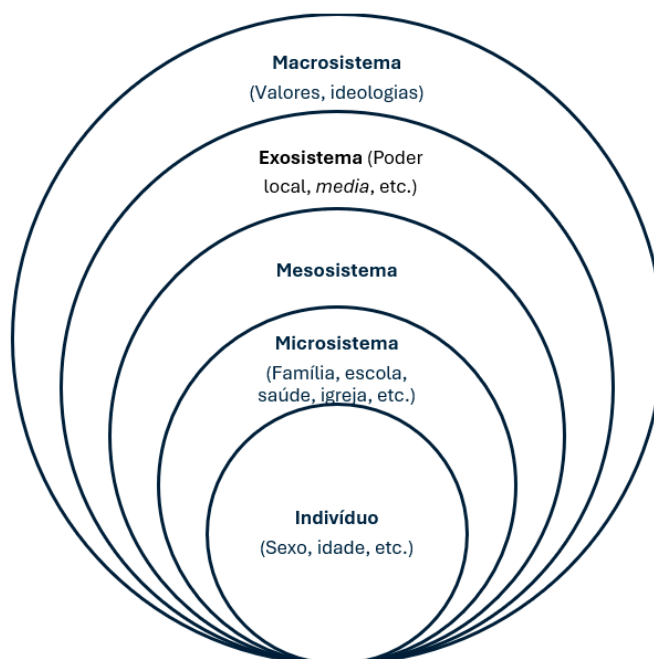 Macrosistema
(Valores, ideologias)
Exosistema (Poder
local, media, etc.)
Mesosistema
Microsistema
(Família, escola,
saúde, igreja, etc.)
Indivíduo
(Sexo, idade, etc.)